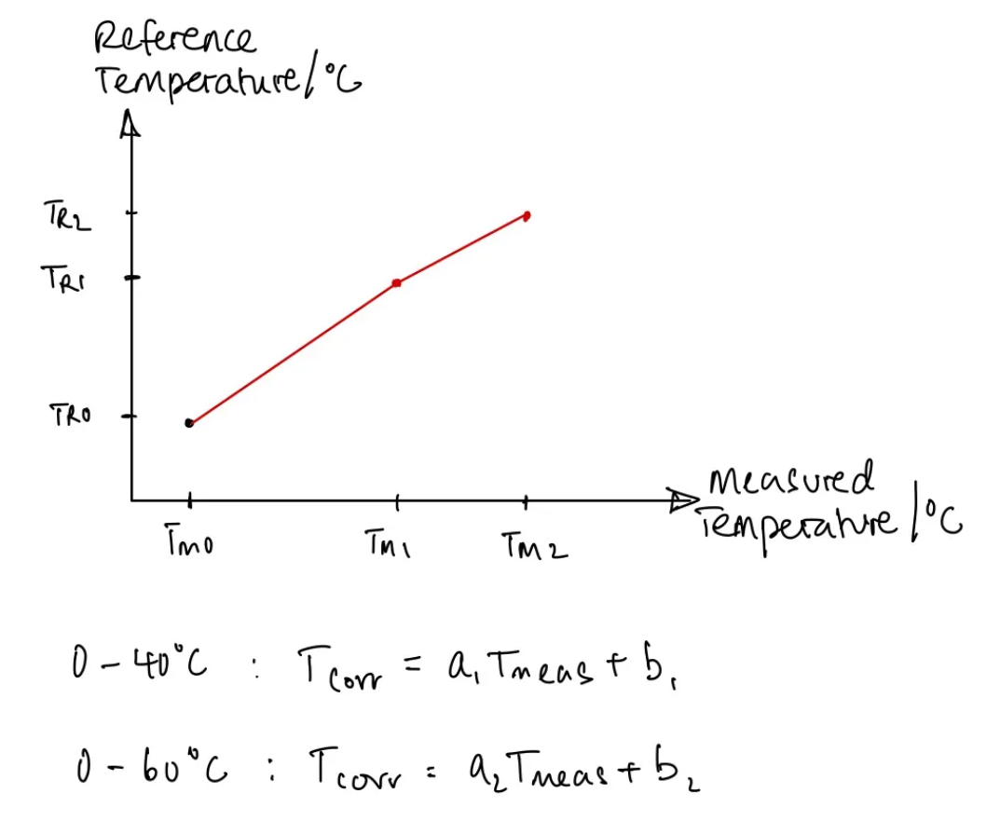 Reference
Temperature/°C
TR2
TR1
TR0
Measured
Temperature/°C
Tm0
Tm1
Tm2
0-40°C : Tcorr = a1Tmeas + b1
0-60°C : Tcorr = a2Tmeas + b2